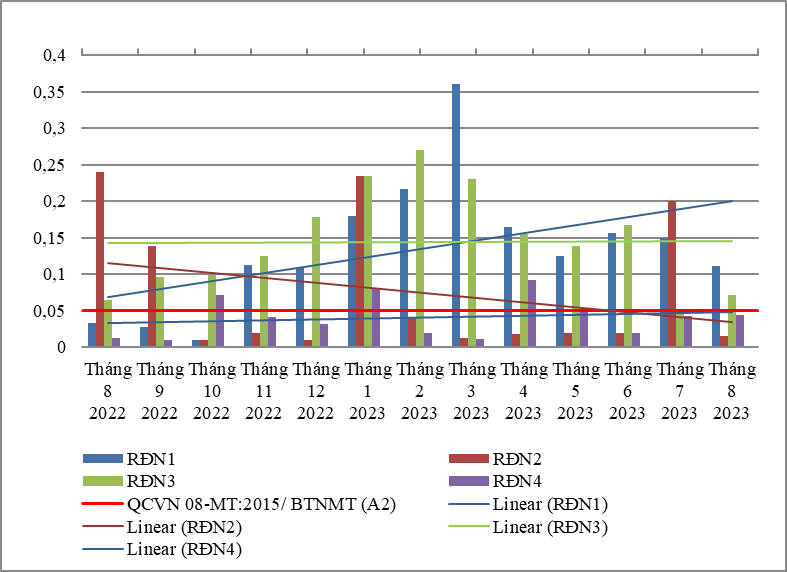 0,4
0,35
0,3
0,25
0,2
0,15
0,1
0,05
0
Tháng Tháng Tháng Tháng Tháng Tháng Tháng Tháng Tháng Tháng Tháng Tháng Tháng
8 9 10 11 12 1 2 3 4 5 6 7 8
2022 2022 2022 2022 2022 2023 2023 2023 2023 2023 2023 2023 2023
RĐN1 RĐN2
RĐN3 RĐN4
QCVN 08-MT:2015/ BTNMT (A2) Linear (RĐN1)
Linear (RĐN2) Linear (RĐN3)
Linear (RĐN4)